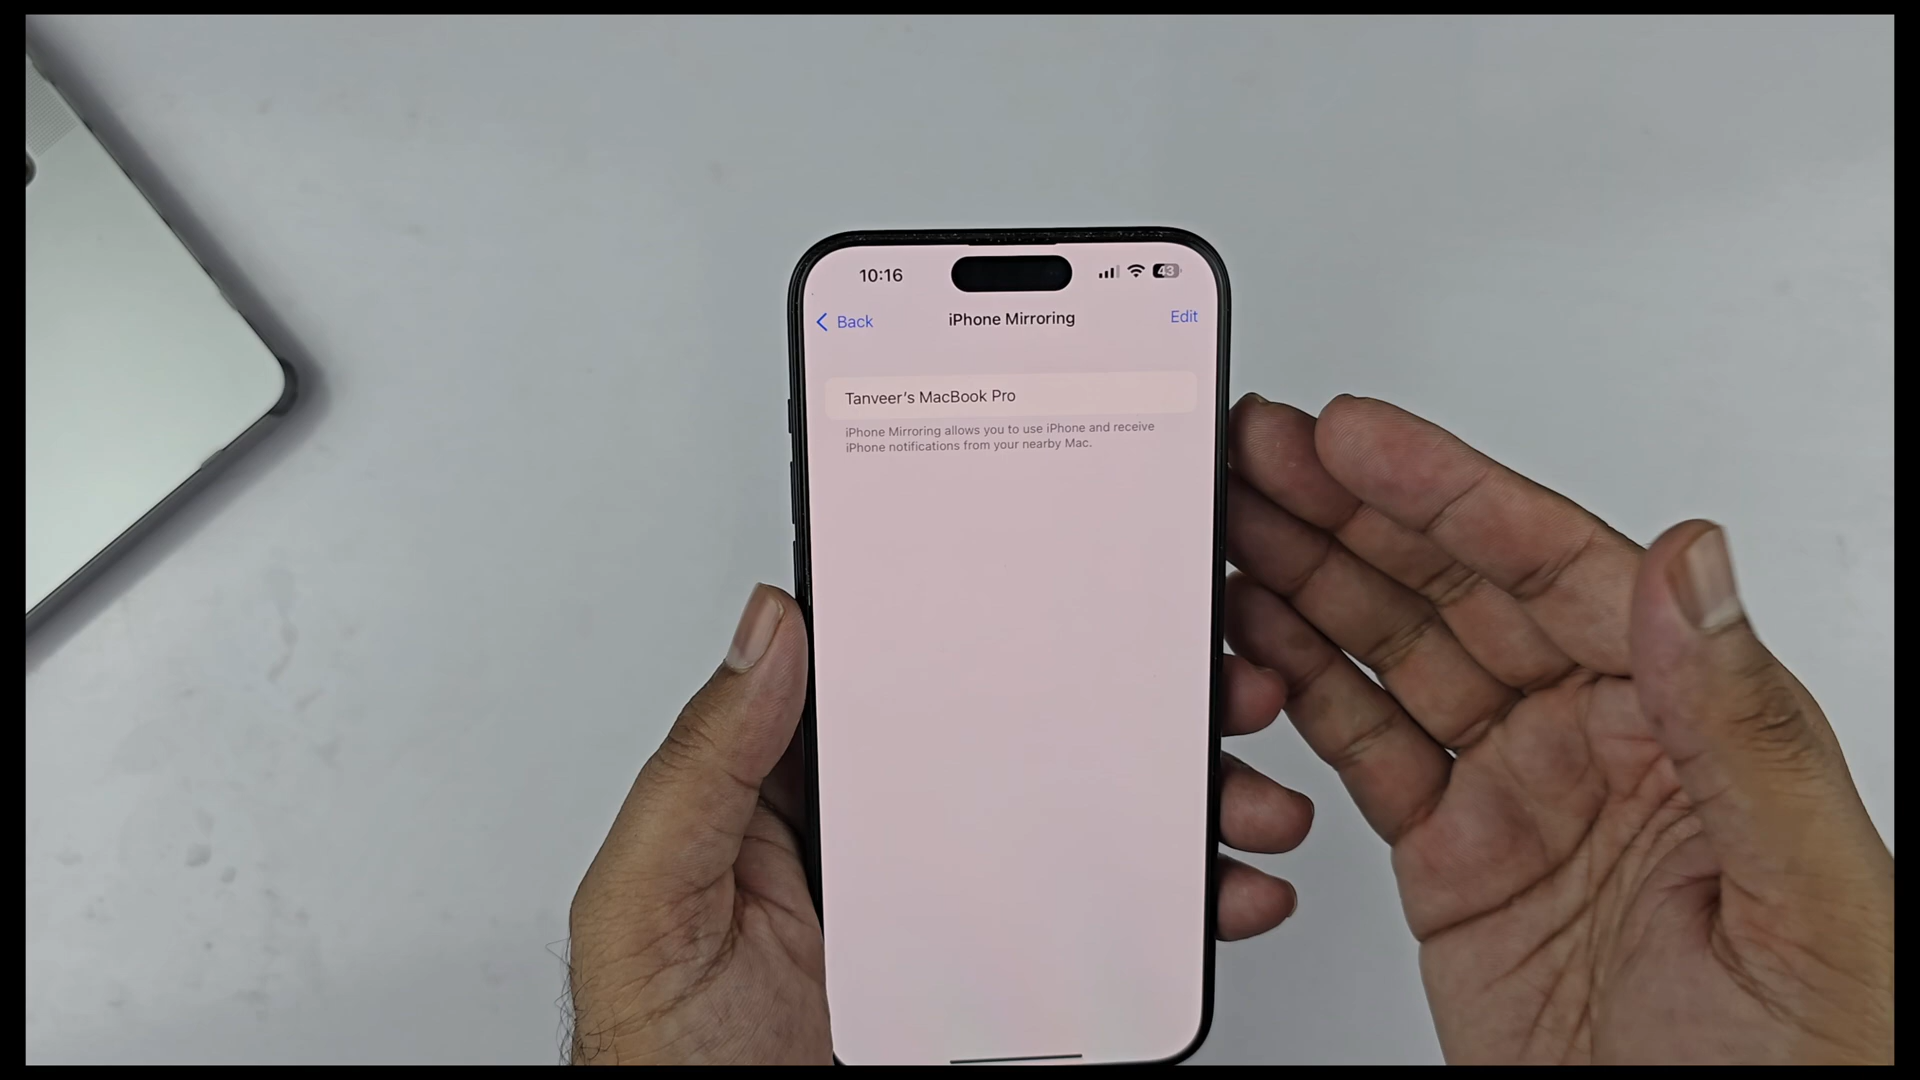 10:16
43
Back
iPhone Mirroring
Edit
Tanveer's MacBook Pro
iPhone Mirroring allows you to use iPhone and receive
iPhone notifications from your nearby Mac.